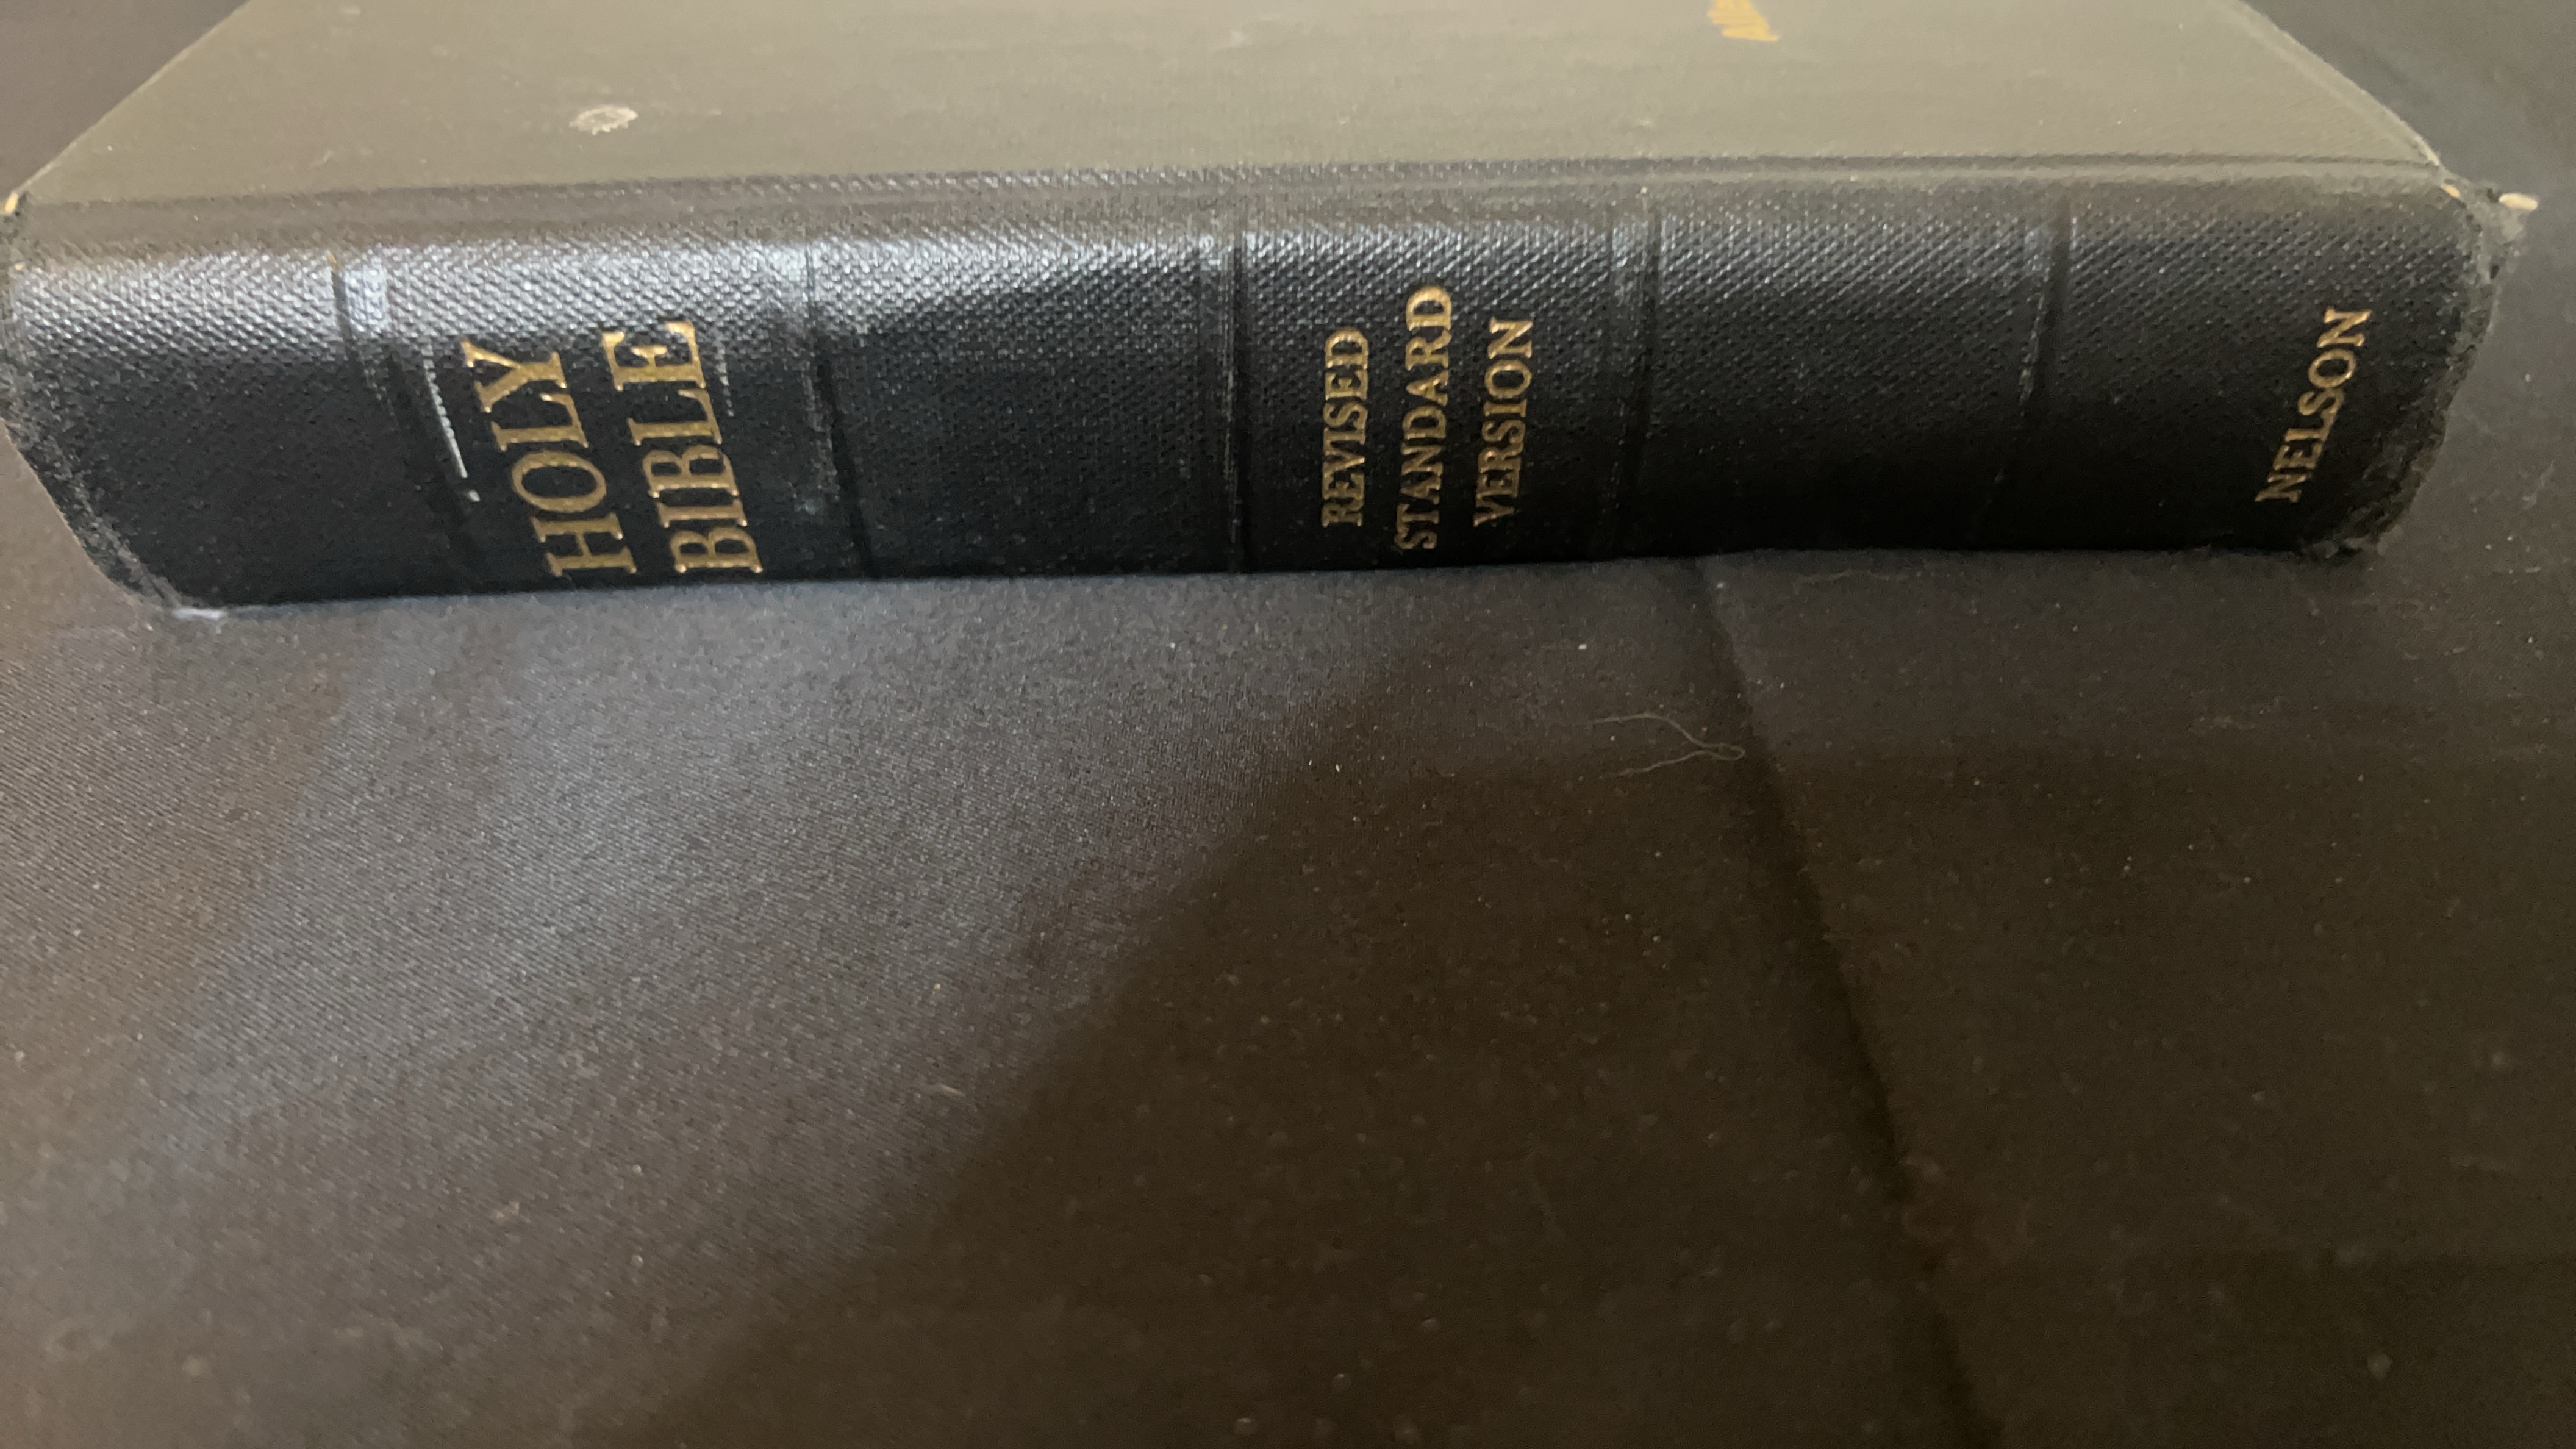 HOLY
BIBLE
REVISED
STANDARD
VERSION
NELSON